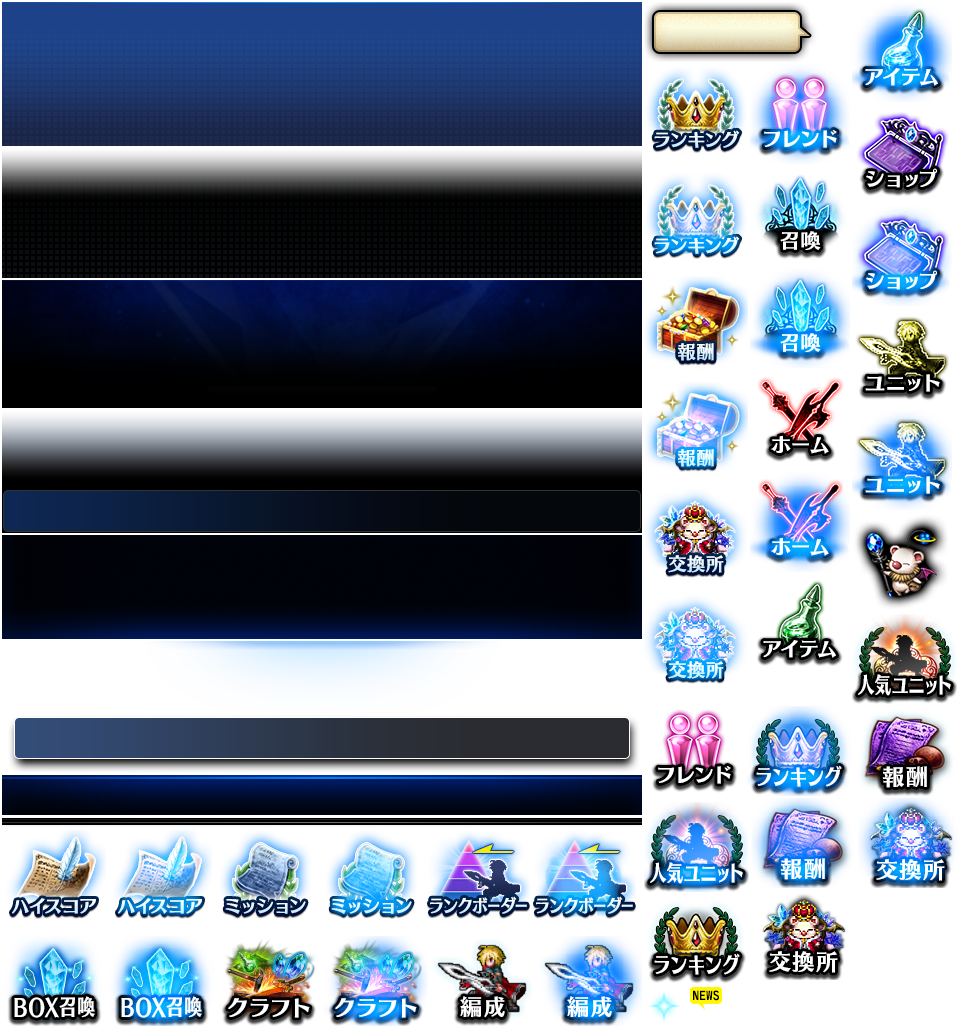 アイテム
ランキング
フレンド
ショップ
ランキング
召喚
ショップ
報酬
召喚
ユニット
報酬
ホーム
ユニット
交換所
ホーム
交換所
アイテム
人気ユニット
フレンド
ランキング
報酬
人気ユニット
報酬
交換所
ハイスコア
ハイスコア
ミッション
ミッション
ランクボーダー
ランクボーダー
ランキング
交換所
BOX召喚
BOX召喚
クラフト
クラフト
編成
編成
NEWS